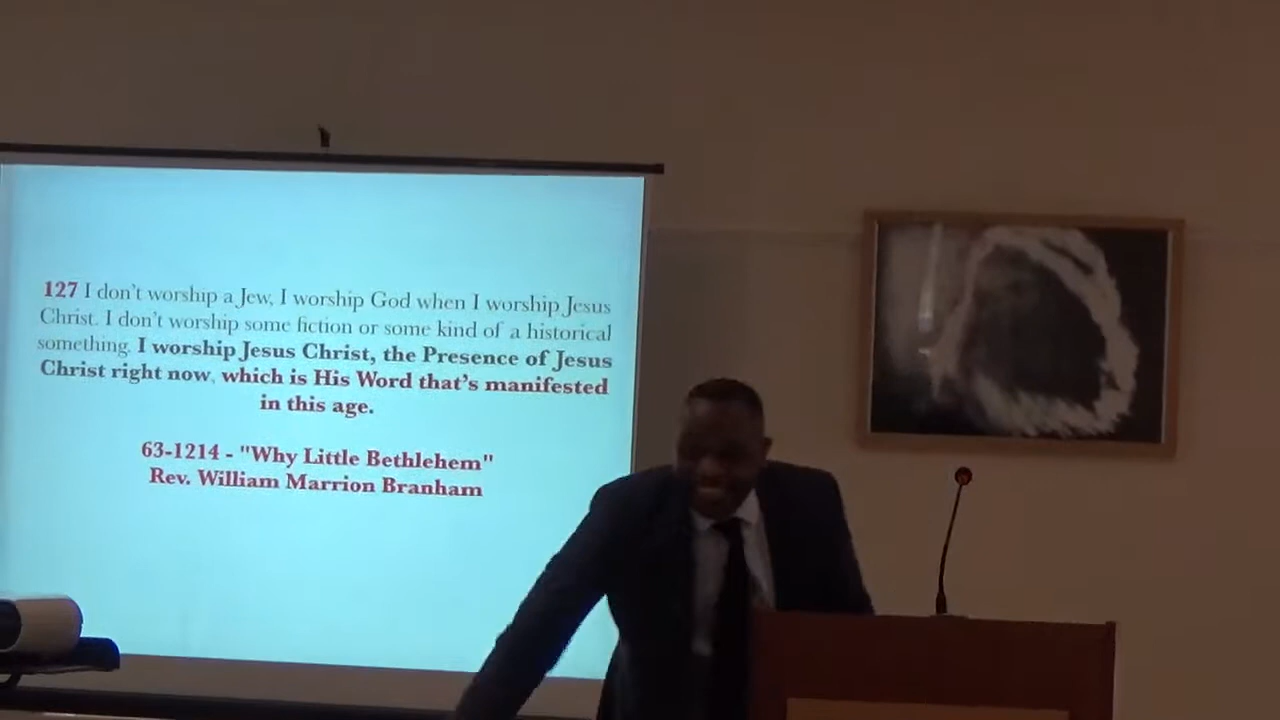 127 I don't worship a Jew, I worship God when I worship Jesus
Christ. I don't worship some fiction or some kind of a historical
something. I worship Jesus Christ, the Presence of Jesus
Christ right now, which is His Word that's manifested
in this age.
63-1214 - "Why Little Bethlehem"
Rev. William Marrion Branham